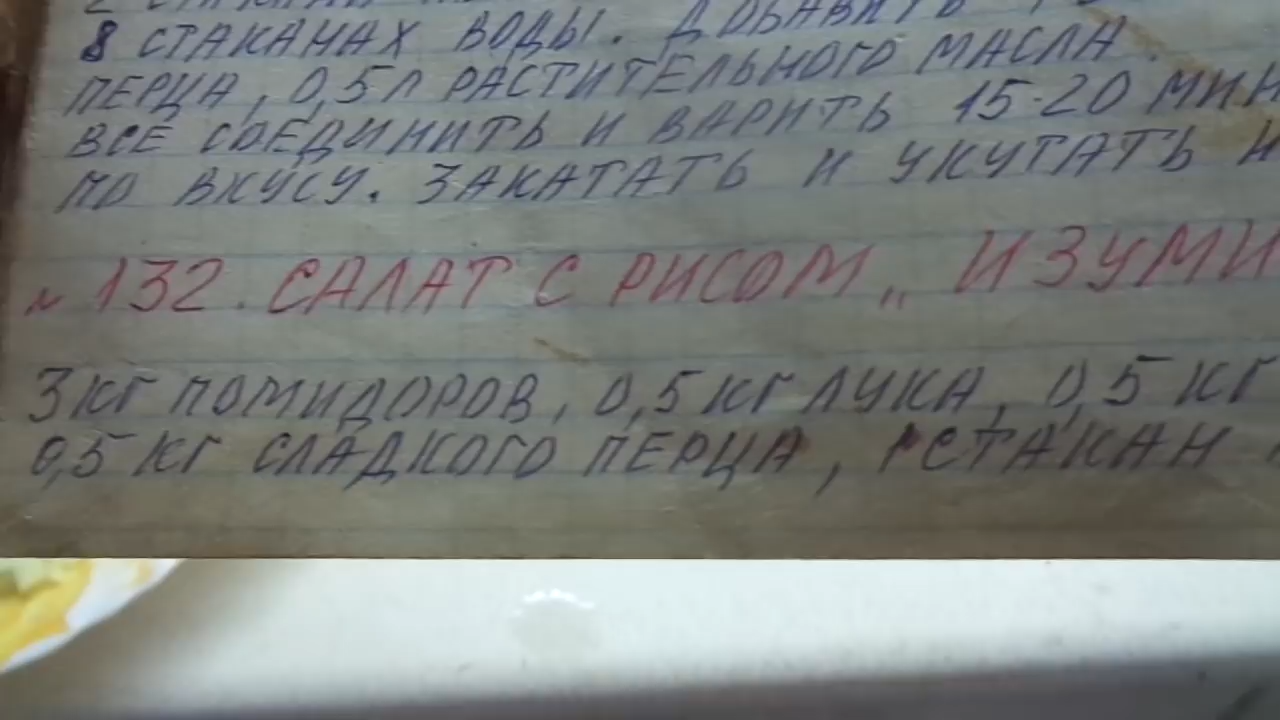 8 СТАКАНАХ ВОДЫ. ДОБАВИТЬ
ПЕРЦА, 0,5Л РАСТИТЕЛЬНОГО МАСЛА.
ВСЕ СОЕДИНИТЬ И ВАРИТЬ 15-20 МИН
ПО ВКУСУ. ЗАКАТАТЬ И УКУТАТЬ Н
№ 132. САЛАТ С РИСОМ „ ИЗУМИ
3 КГ ПОМИДОРОВ, 0,5 КГ ЛУКА, 0,5 КГ
0,5 КГ СЛАДКОГО ПЕРЦА, 1 СТАКАН